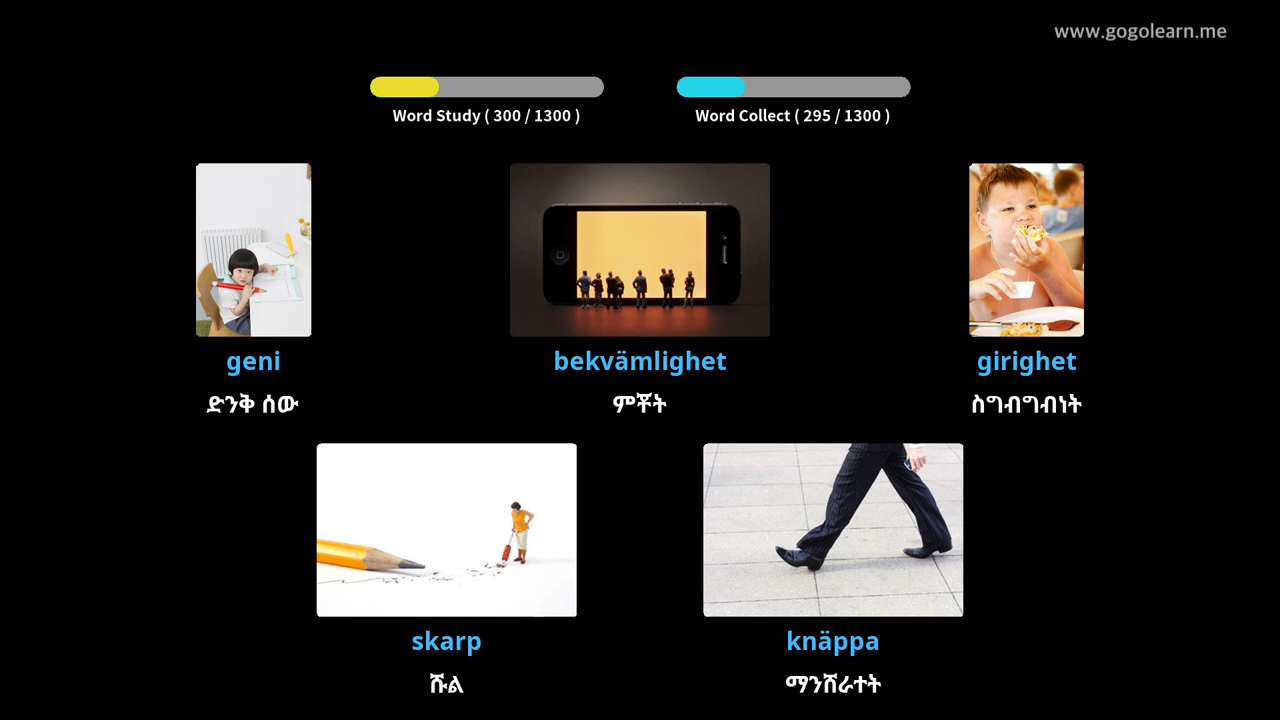 www.gogolearn.me
Word Study ( 300 / 1300 )
Word Collect ( 295 / 1300 )
geni
bekvämlighet
girighet
ድንቅ ሰው
ምቾት
ስግብግብነት
skarp
knäppa
ሹል
ማንሸራተት